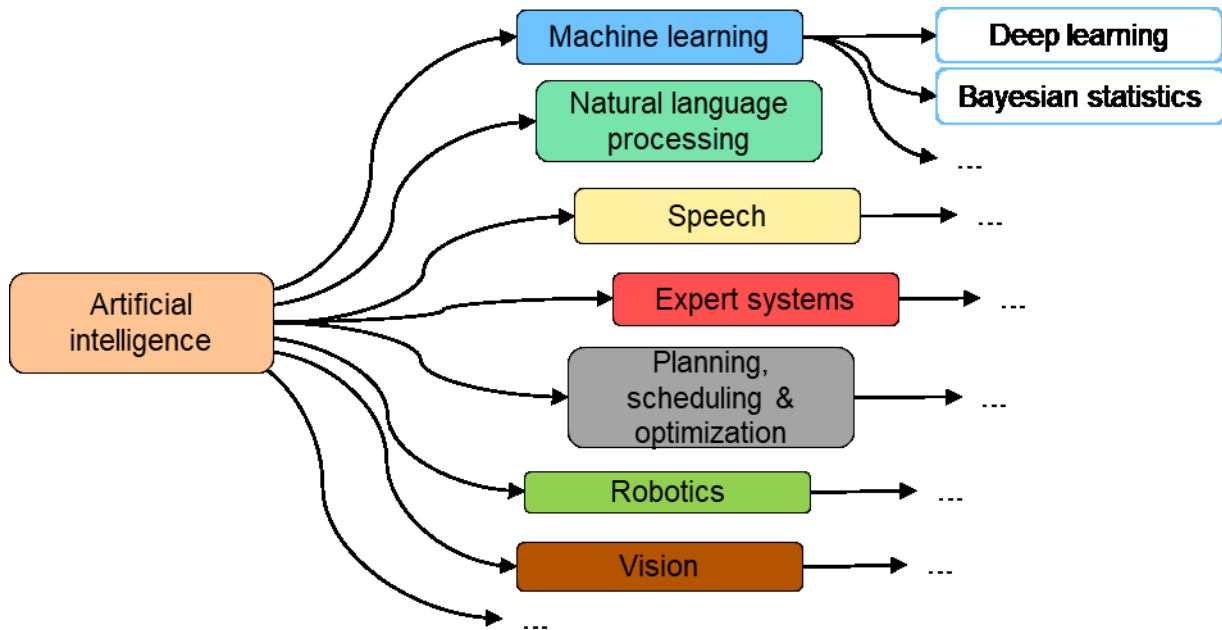 Machine learning
Deep learning
Bayesian statistics
...
Natural language
processing
Speech
...
Artificial
intelligence
Expert systems
...
Planning,
scheduling &
optimization
...
Robotics
...
Vision
...
...